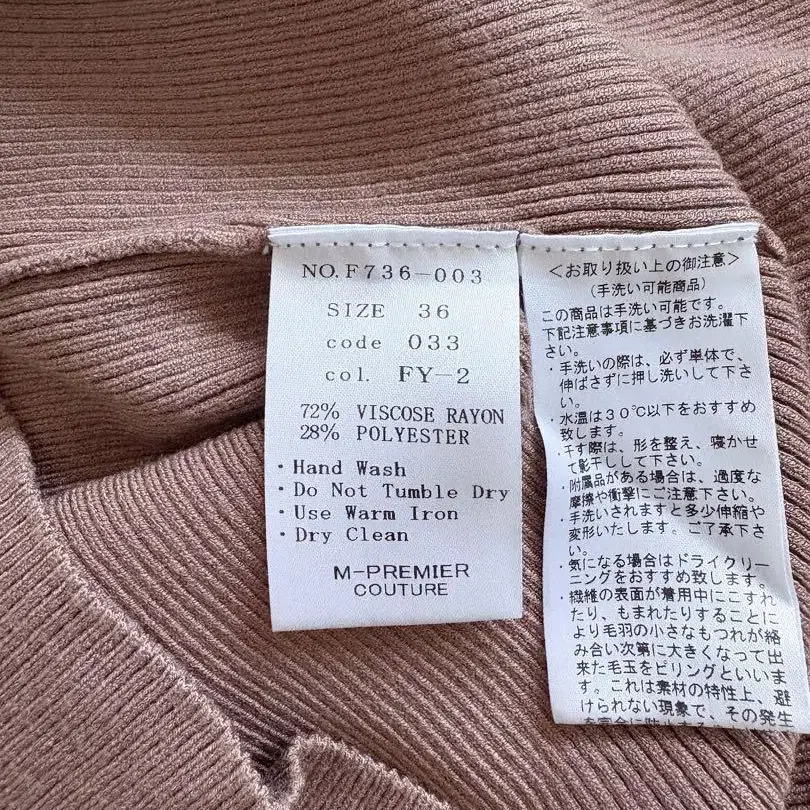 NO.F736-003
SIZE 36
code 033
col. FY-2
72% VISCOSE RAYON
28% POLYESTER
・Hand Wash
・Do Not Tumble Dry
・Use Warm Iron
・Dry Clean
M-PREMIER
COUTURE
<お取り扱い上の御注意>
(手洗い可能商品)
この商品は手洗い可能です。
下記注意事項に基づきお洗濯下
さい。
・手洗いの際は、必ず単体で、
伸ばさずに押し洗いして下さ
い。
・水温は30℃以下をおすすめ
致します。
・干す際は、形を整え、寝かせ
て影干しして下さい。
・附属品がある場合は、過度な
摩擦や衝撃にご注意下さい。
・手洗いされますと多少伸縮や
変形いたします。ご了承下さ
い。
・気になる場合はドライクリー
ニングをおすすめ致します。
・繊維の表面が着用中にこすれ
たり、もまれたりすることに
より毛羽の小さなもつれが絡
み合い次第に大きくなって出
来た毛玉をピリングといいま
す。これは素材の特性上、避
けられない現象で、その発生
を完全に防止する